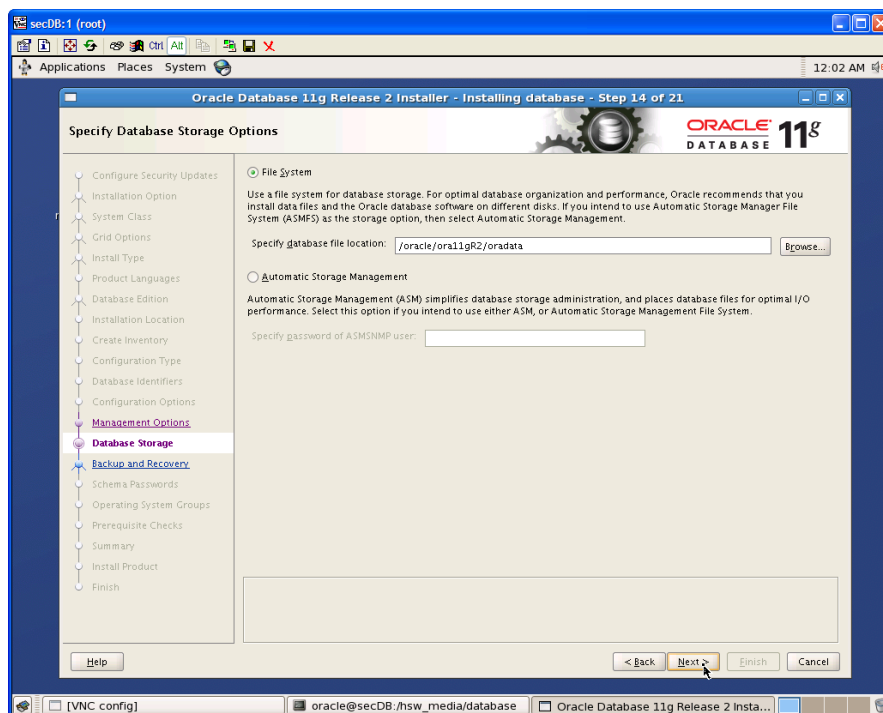 secDB:1 (root)
Ctrl Alt
Applications Places System 12:02 AM
Oracle Database 11g Release 2 Installer - Installing database - Step 14 of 21
Specify Database Storage Options
ORACLE
DATABASE 11g
Configure Security Updates
Installation Option
System Class
Grid Options
Install Type
Product Languages
Database Edition
Installation Location
Create Inventory
Configuration Type
Database Identifiers
Configuration Options
Management Options
Database Storage
Backup and Recovery
Schema Passwords
Operating System Groups
Prerequisite Checks
Summary
Install Product
Finish
File System
Use a file system for database storage. For optimal database organization and performance, Oracle recommends that you
install data files and the Oracle database software on different disks. If you intend to use Automatic Storage Manager File
System (ASMFS) as the storage option, then select Automatic Storage Management.
Specify database file location: /oracle/ora11gR2/oradata Browse...
Automatic Storage Management
Automatic Storage Management (ASM) simplifies database storage administration, and places database files for optimal I/O
performance. Select this option if you intend to use either ASM, or Automatic Storage Management File System.
Specify password of ASMSNMP user:
Help < Back Next > Finish Cancel
[VNC config] oracle@secDB:/hsw_media/database Oracle Database 11g Release 2 Insta...